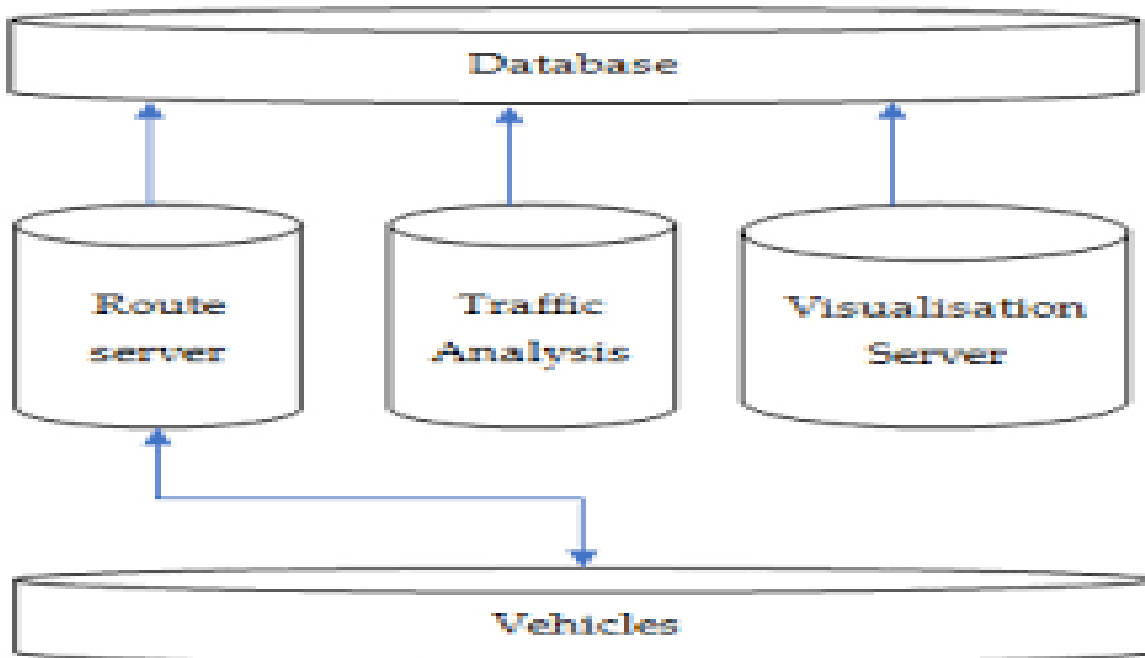 Database
Route
server
Traffic
Analysis
Visualisation
Server
Vehicles